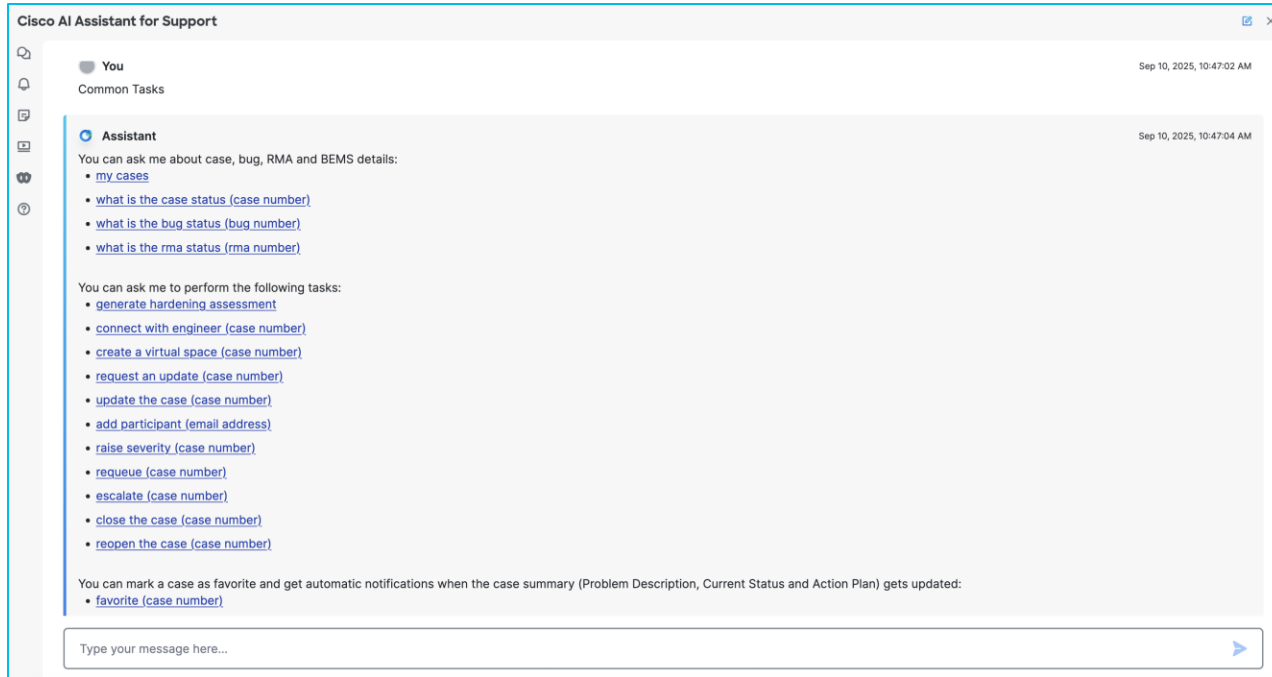 Cisco AI Assistant for Support
You
Sep 10, 2025, 10:47:02 AM
Common Tasks
Assistant
Sep 10, 2025, 10:47:04 AM
You can ask me about case, bug, RMA and BEMS details:
• my cases
• what is the case status (case number)
• what is the bug status (bug number)
• what is the rma status (rma number)
You can ask me to perform the following tasks:
• generate hardening assessment
• connect with engineer (case number)
• create a virtual space (case number)
• request an update (case number)
• update the case (case number)
• add participant (email address)
• raise severity (case number)
• requeue (case number)
• escalate (case number)
• close the case (case number)
• reopen the case (case number)
You can mark a case as favorite and get automatic notifications when the case summary (Problem Description, Current Status and Action Plan) gets updated:
• favorite (case number)
Type your message here...